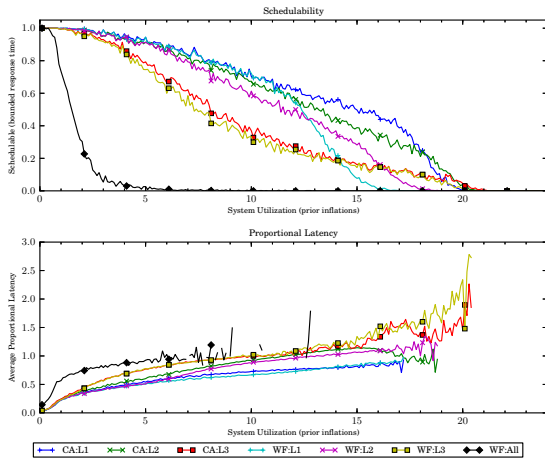 Schedulability
Schedulable (bounded response time)
1.0
0.8
0.6
0.4
0.2
0.0
0 5 10 15 20
System Utilization (prior inflations)
Proportional Latency
Average Proportional Latency
3.0
2.5
2.0
1.5
1.0
0.5
0.0
0 5 10 15 20
System Utilization (prior inflations)
CA:L1 CA:L2 CA:L3 WF:L1 WF:L2 WF:L3 WF:All